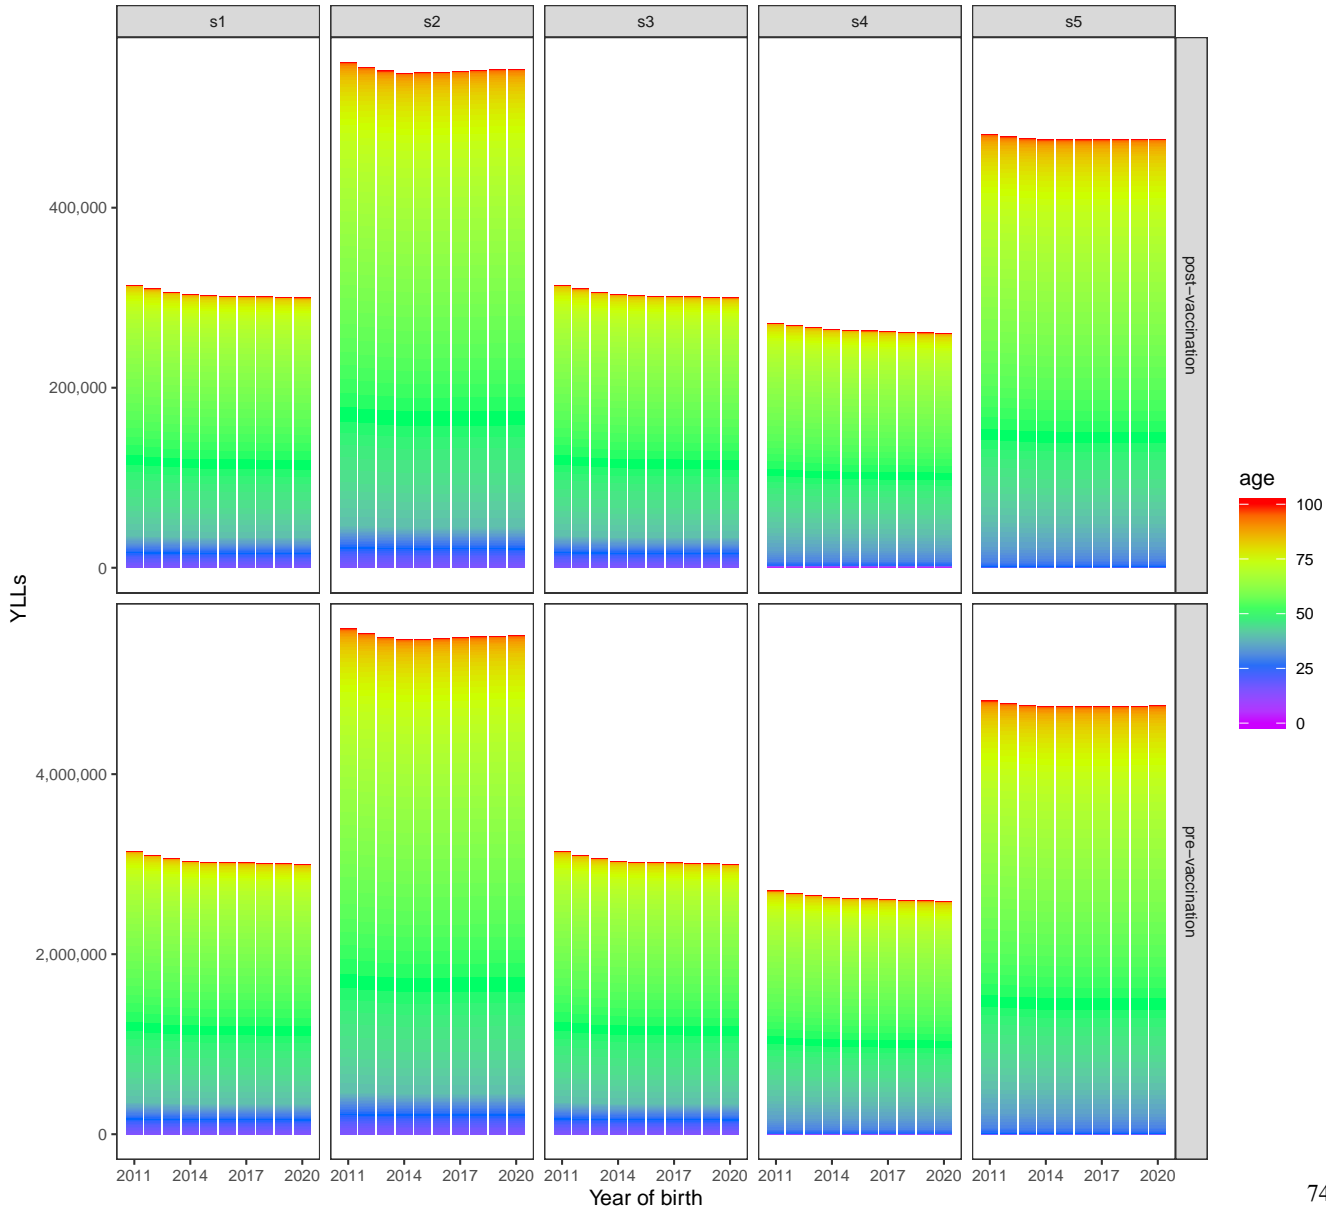 s1 s2 s3 s4 s5
400,000
200,000
0
post−vaccination
YLLs
4,000,000
2,000,000
0
pre−vaccination
2011 2014 2017 2020 2011 2014 2017 2020 2011 2014 2017 2020 2011 2014 2017 2020 2011 2014 2017 2020
Year of birth
age
100
75
50
25
0
74